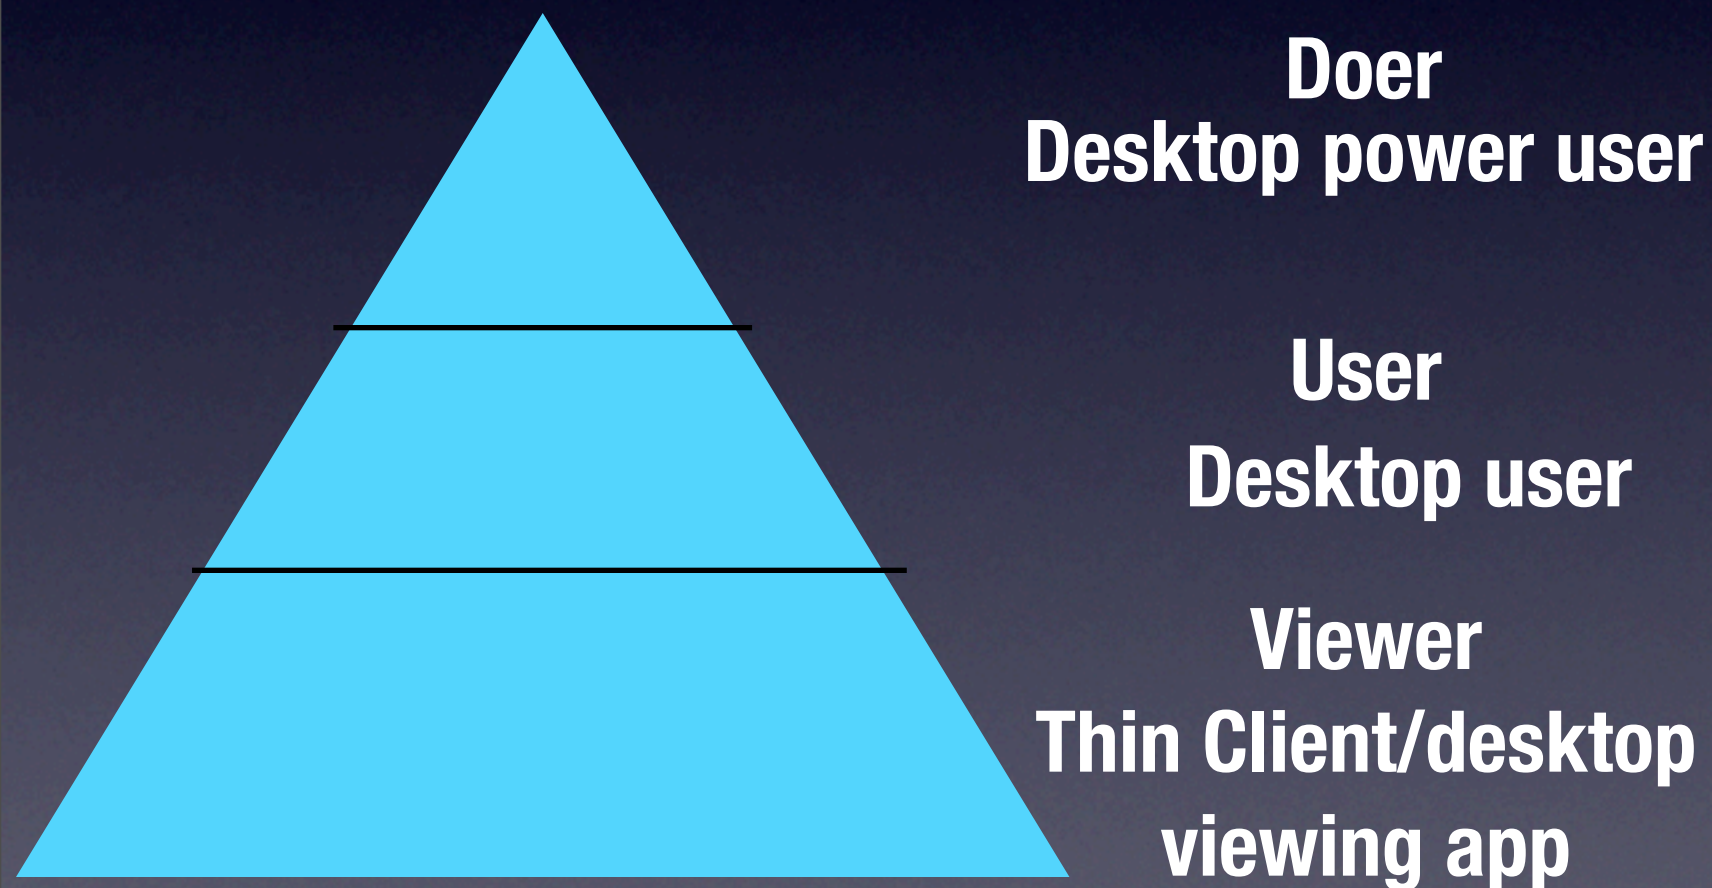 Doer
Desktop power user
User
Desktop user
Viewer
Thin Client/desktop
viewing app